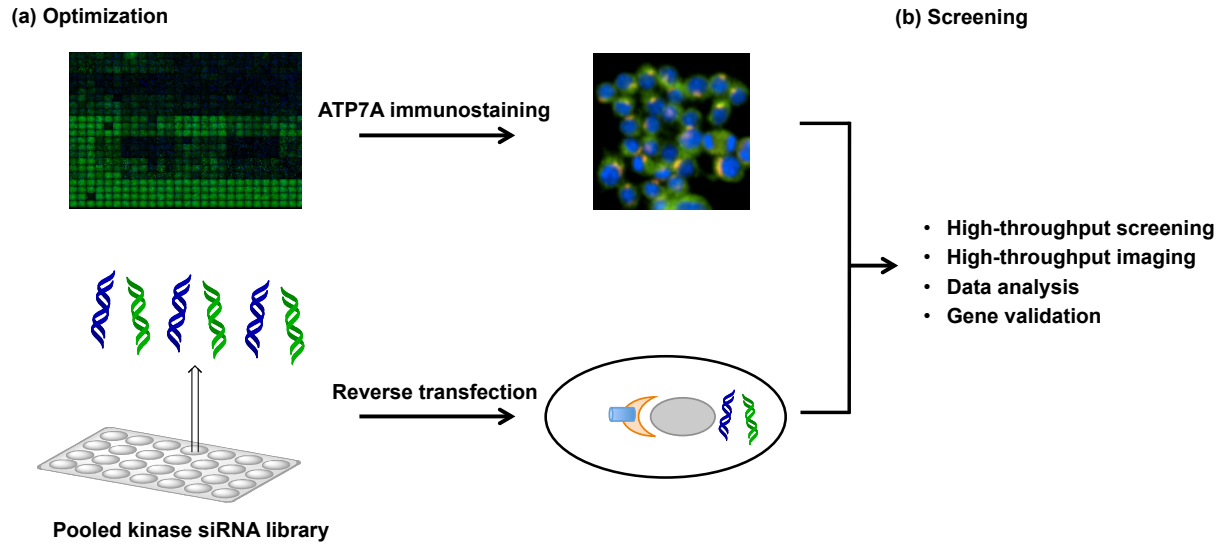 (a) Optimization
(b) Screening
ATP7A immunostaining
• High-throughput screening
• High-throughput imaging
• Data analysis
• Gene validation
Reverse transfection
Pooled kinase siRNA library